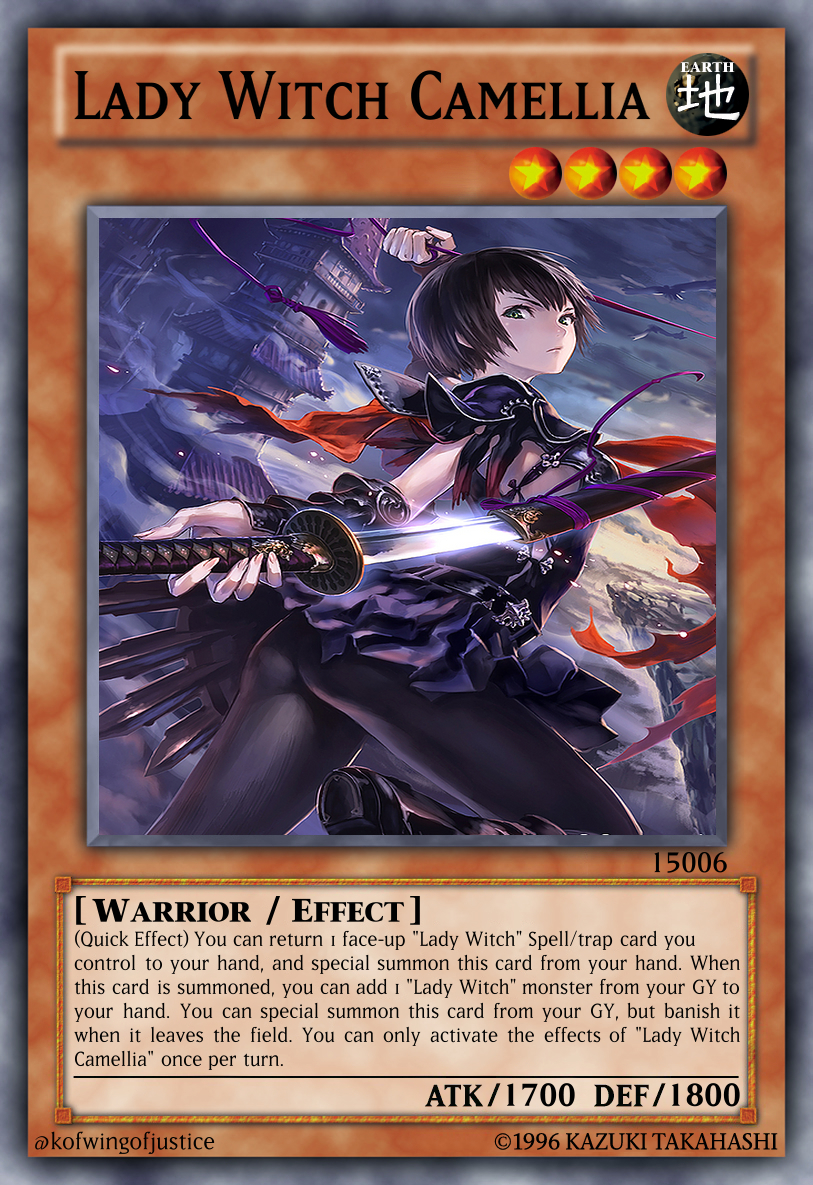 LADY WITCH CAMELLIA
EARTH
地
15006
[ WARRIOR / EFFECT ]
(Quick Effect) You can return 1 face-up "Lady Witch" Spell/trap card you
control to your hand, and special summon this card from your hand. When
this card is summoned, you can add 1 "Lady Witch" monster from your GY to
your hand. You can special summon this card from your GY, but banish it
when it leaves the field. You can only activate the effects of "Lady Witch
Camellia" once per turn.
ATK/1700 DEF/1800
@kofwingofjustice
©1996 KAZUKI TAKAHASHI